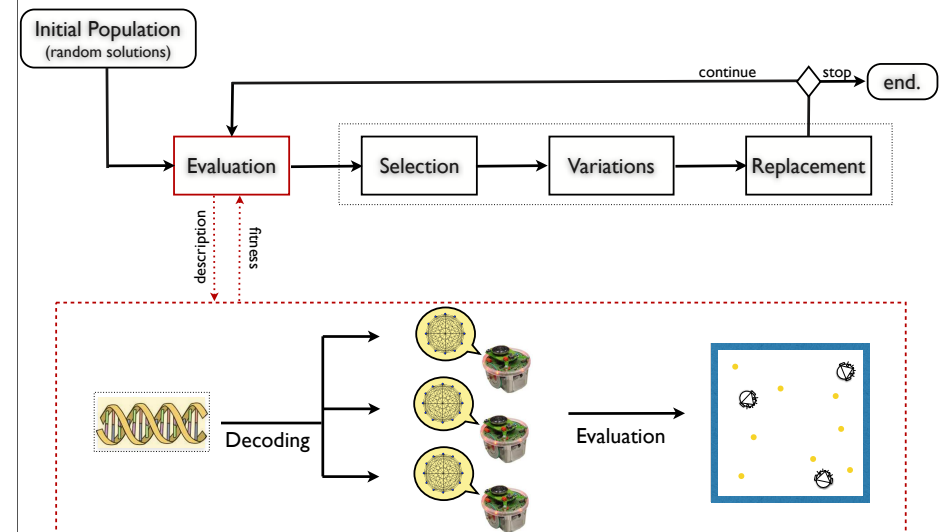 Initial Population
(random solutions)
continue
stop
end.
Evaluation
Selection
Variations
Replacement
description
fitness
Decoding
Evaluation